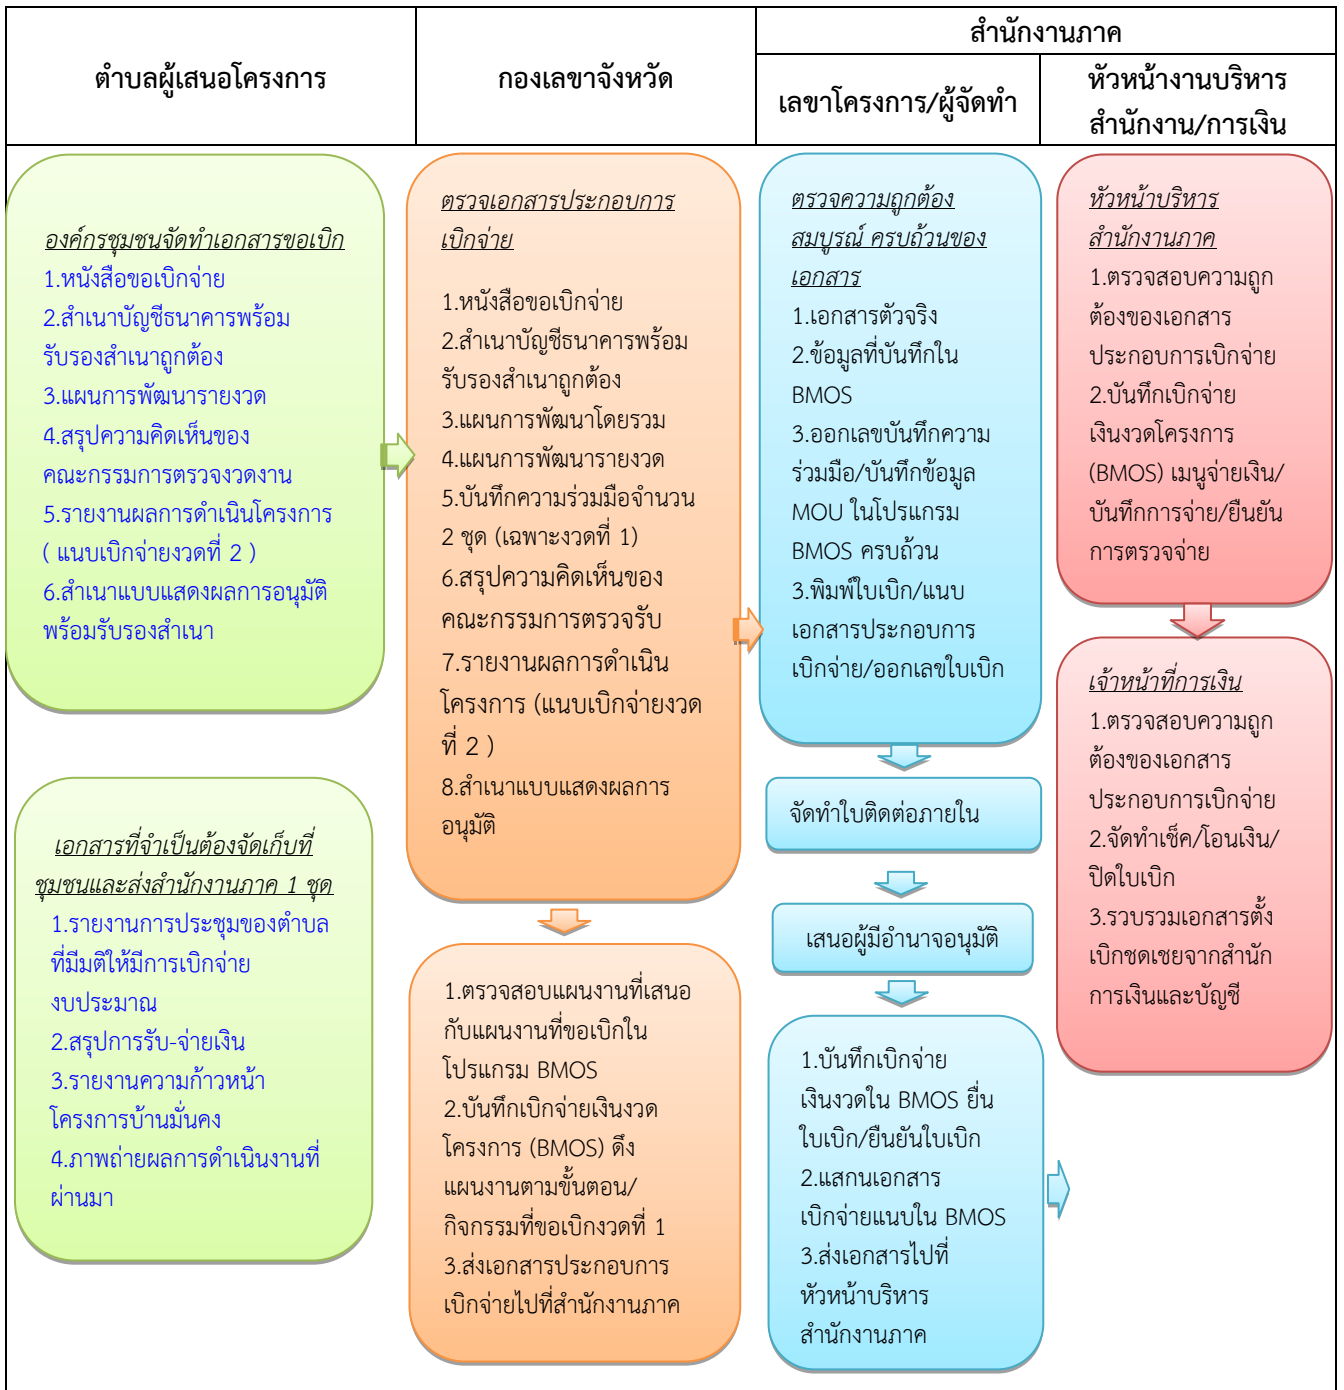 ตำบลผู้เสนอโครงการ
กองเลขาจังหวัด
สำนักงานภาค
เลขาโครงการ/ผู้จัดทำ
หัวหน้างานบริหาร
สำนักงาน/การเงิน
องค์กรชุมชนจัดทำเอกสารขอเบิก
1.หนังสือขอเบิกจ่าย
2.สำเนาบัญชีธนาคารพร้อม
รับรองสำเนาถูกต้อง
3.แผนการพัฒนารายงวด
4.สรุปความคิดเห็นของ
คณะกรรมการตรวจงวดงาน
5.รายงานผลการดำเนินโครงการ
( แนบเบิกจ่ายงวดที่ 2 )
6.สำเนาแบบแสดงผลการอนุมัติ
พร้อมรับรองสำเนา
เอกสารที่จำเป็นต้องจัดเก็บที่
ชุมชนและส่งสำนักงานภาค 1 ชุด
1.รายงานการประชุมของตำบล
ที่มีมติให้มีการเบิกจ่าย
งบประมาณ
2.สรุปการรับ-จ่ายเงิน
3.รายงานความก้าวหน้า
โครงการบ้านมั่นคง
4.ภาพถ่ายผลการดำเนินงานที่
ผ่านมา
ตรวจเอกสารประกอบการ
เบิกจ่าย
1.หนังสือขอเบิกจ่าย
2.สำเนาบัญชีธนาคารพร้อม
รับรองสำเนาถูกต้อง
3.แผนการพัฒนาโดยรวม
4.แผนการพัฒนารายงวด
5.บันทึกความร่วมมือจำนวน
2 ชุด (เฉพาะงวดที่ 1)
6.สรุปความคิดเห็นของ
คณะกรรมการตรวจรับ
7.รายงานผลการดำเนิน
โครงการ (แนบเบิกจ่ายงวด
ที่ 2 )
8.สำเนาแบบแสดงผลการ
อนุมัติ
1.ตรวจสอบแผนงานที่เสนอ
กับแผนงานที่ขอเบิกใน
โปรแกรม BMOS
2.บันทึกเบิกจ่ายเงินงวด
โครงการ (BMOS) ดึง
แผนงานตามขั้นตอน/
กิจกรรมที่ขอเบิกงวดที่ 1
3.ส่งเอกสารประกอบการ
เบิกจ่ายไปที่สำนักงานภาค
ตรวจความถูกต้อง
สมบูรณ์ ครบถ้วนของ
เอกสาร
1.เอกสารตัวจริง
2.ข้อมูลที่บันทึกใน
BMOS
3.ออกเลขบันทึกความ
ร่วมมือ/บันทึกข้อมูล
MOU ในโปรแกรม
BMOS ครบถ้วน
3.พิมพ์ใบเบิก/แนบ
เอกสารประกอบการ
เบิกจ่าย/ออกเลขใบเบิก
จัดทำใบติดต่อภายใน
เสนอผู้มีอำนาจอนุมัติ
1.บันทึกเบิกจ่าย
เงินงวดใน BMOS ยื่น
ใบเบิก/ยืนยันใบเบิก
2.แสกนเอกสาร
เบิกจ่ายแนบใน BMOS
3.ส่งเอกสารไปที่
หัวหน้าบริหาร
สำนักงานภาค
หัวหน้าบริหาร
สำนักงานภาค
1.ตรวจสอบความถูก
ต้องของเอกสาร
ประกอบการเบิกจ่าย
2.บันทึกเบิกจ่าย
เงินงวดโครงการ
(BMOS) เมนูจ่ายเงิน/
บันทึกการจ่าย/ยืนยัน
การตรวจจ่าย
เจ้าหน้าที่การเงิน
1.ตรวจสอบความถูก
ต้องของเอกสาร
ประกอบการเบิกจ่าย
2.จัดทำเช็ค/โอนเงิน/
ปิดใบเบิก
3.รวบรวมเอกสารตั้ง
เบิกชดเชยจากสำนัก
การเงินและบัญชี